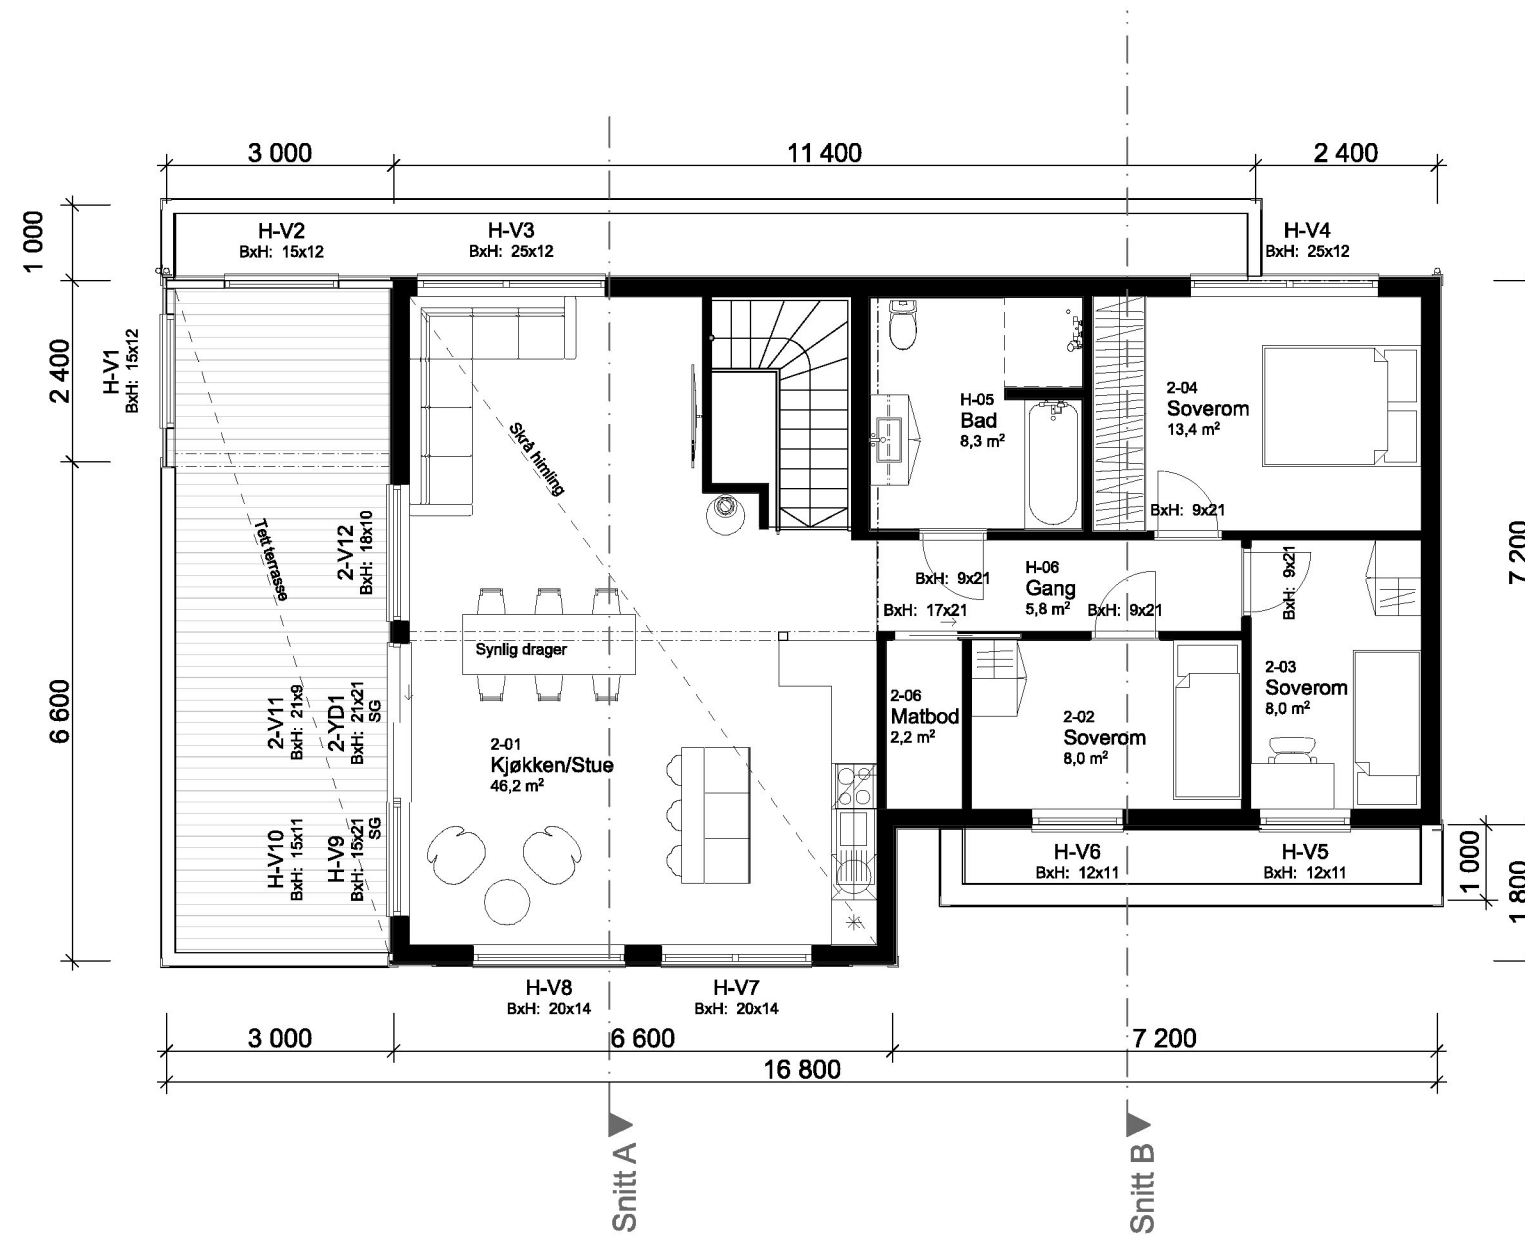 3 000
11 400
2 400
1 000
H-V2
BxH: 15x12
H-V3
BxH: 25x12
H-V4
BxH: 25x12
2 400
H-V1
BxH: 15x12
H-05
Bad
8,3 m²
2-04
Soverom
13,4 m²
Skrå himling
BxH: 9x21
Tett terrasse
2-V12
BxH: 18x10
7 200
BxH: 9x21
H-06
Gang
5,8 m²
BxH: 9x21
BxH: 9x21
BxH: 17x21
Synlig drager
6 600
2-V11
BxH: 21x9
2-YD1
BxH: 21x21
SG
2-01
Kjøkken/Stue
46,2 m²
2-06
Matbod
2,2 m²
2-02
Soverom
8,0 m²
2-03
Soverom
8,0 m²
H-V10
BxH: 15x11
H-V9
BxH: 15x21
SG
H-V6
BxH: 12x11
H-V5
BxH: 12x11
1 000
1 800
H-V8
BxH: 20x14
H-V7
BxH: 20x14
3 000
6 600
7 200
16 800
Snitt A
Snitt B